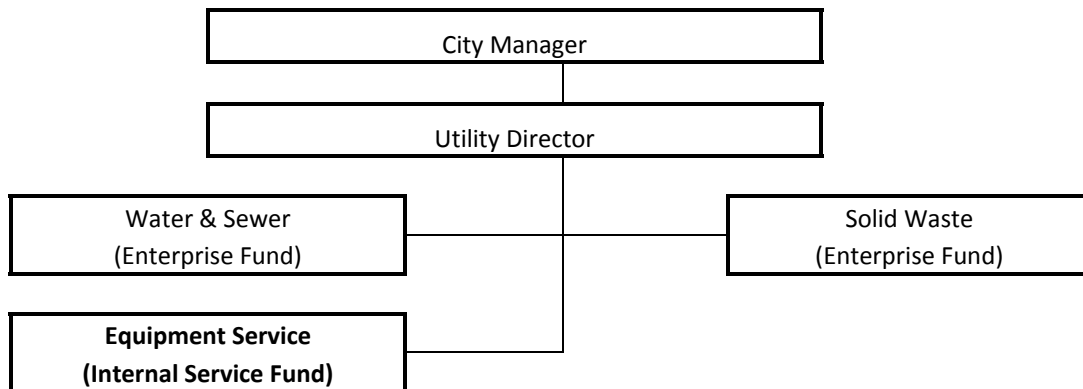 City Manager
Utility Director
Water & Sewer
(Enterprise Fund)
Solid Waste
(Enterprise Fund)
Equipment Service
(Internal Service Fund)